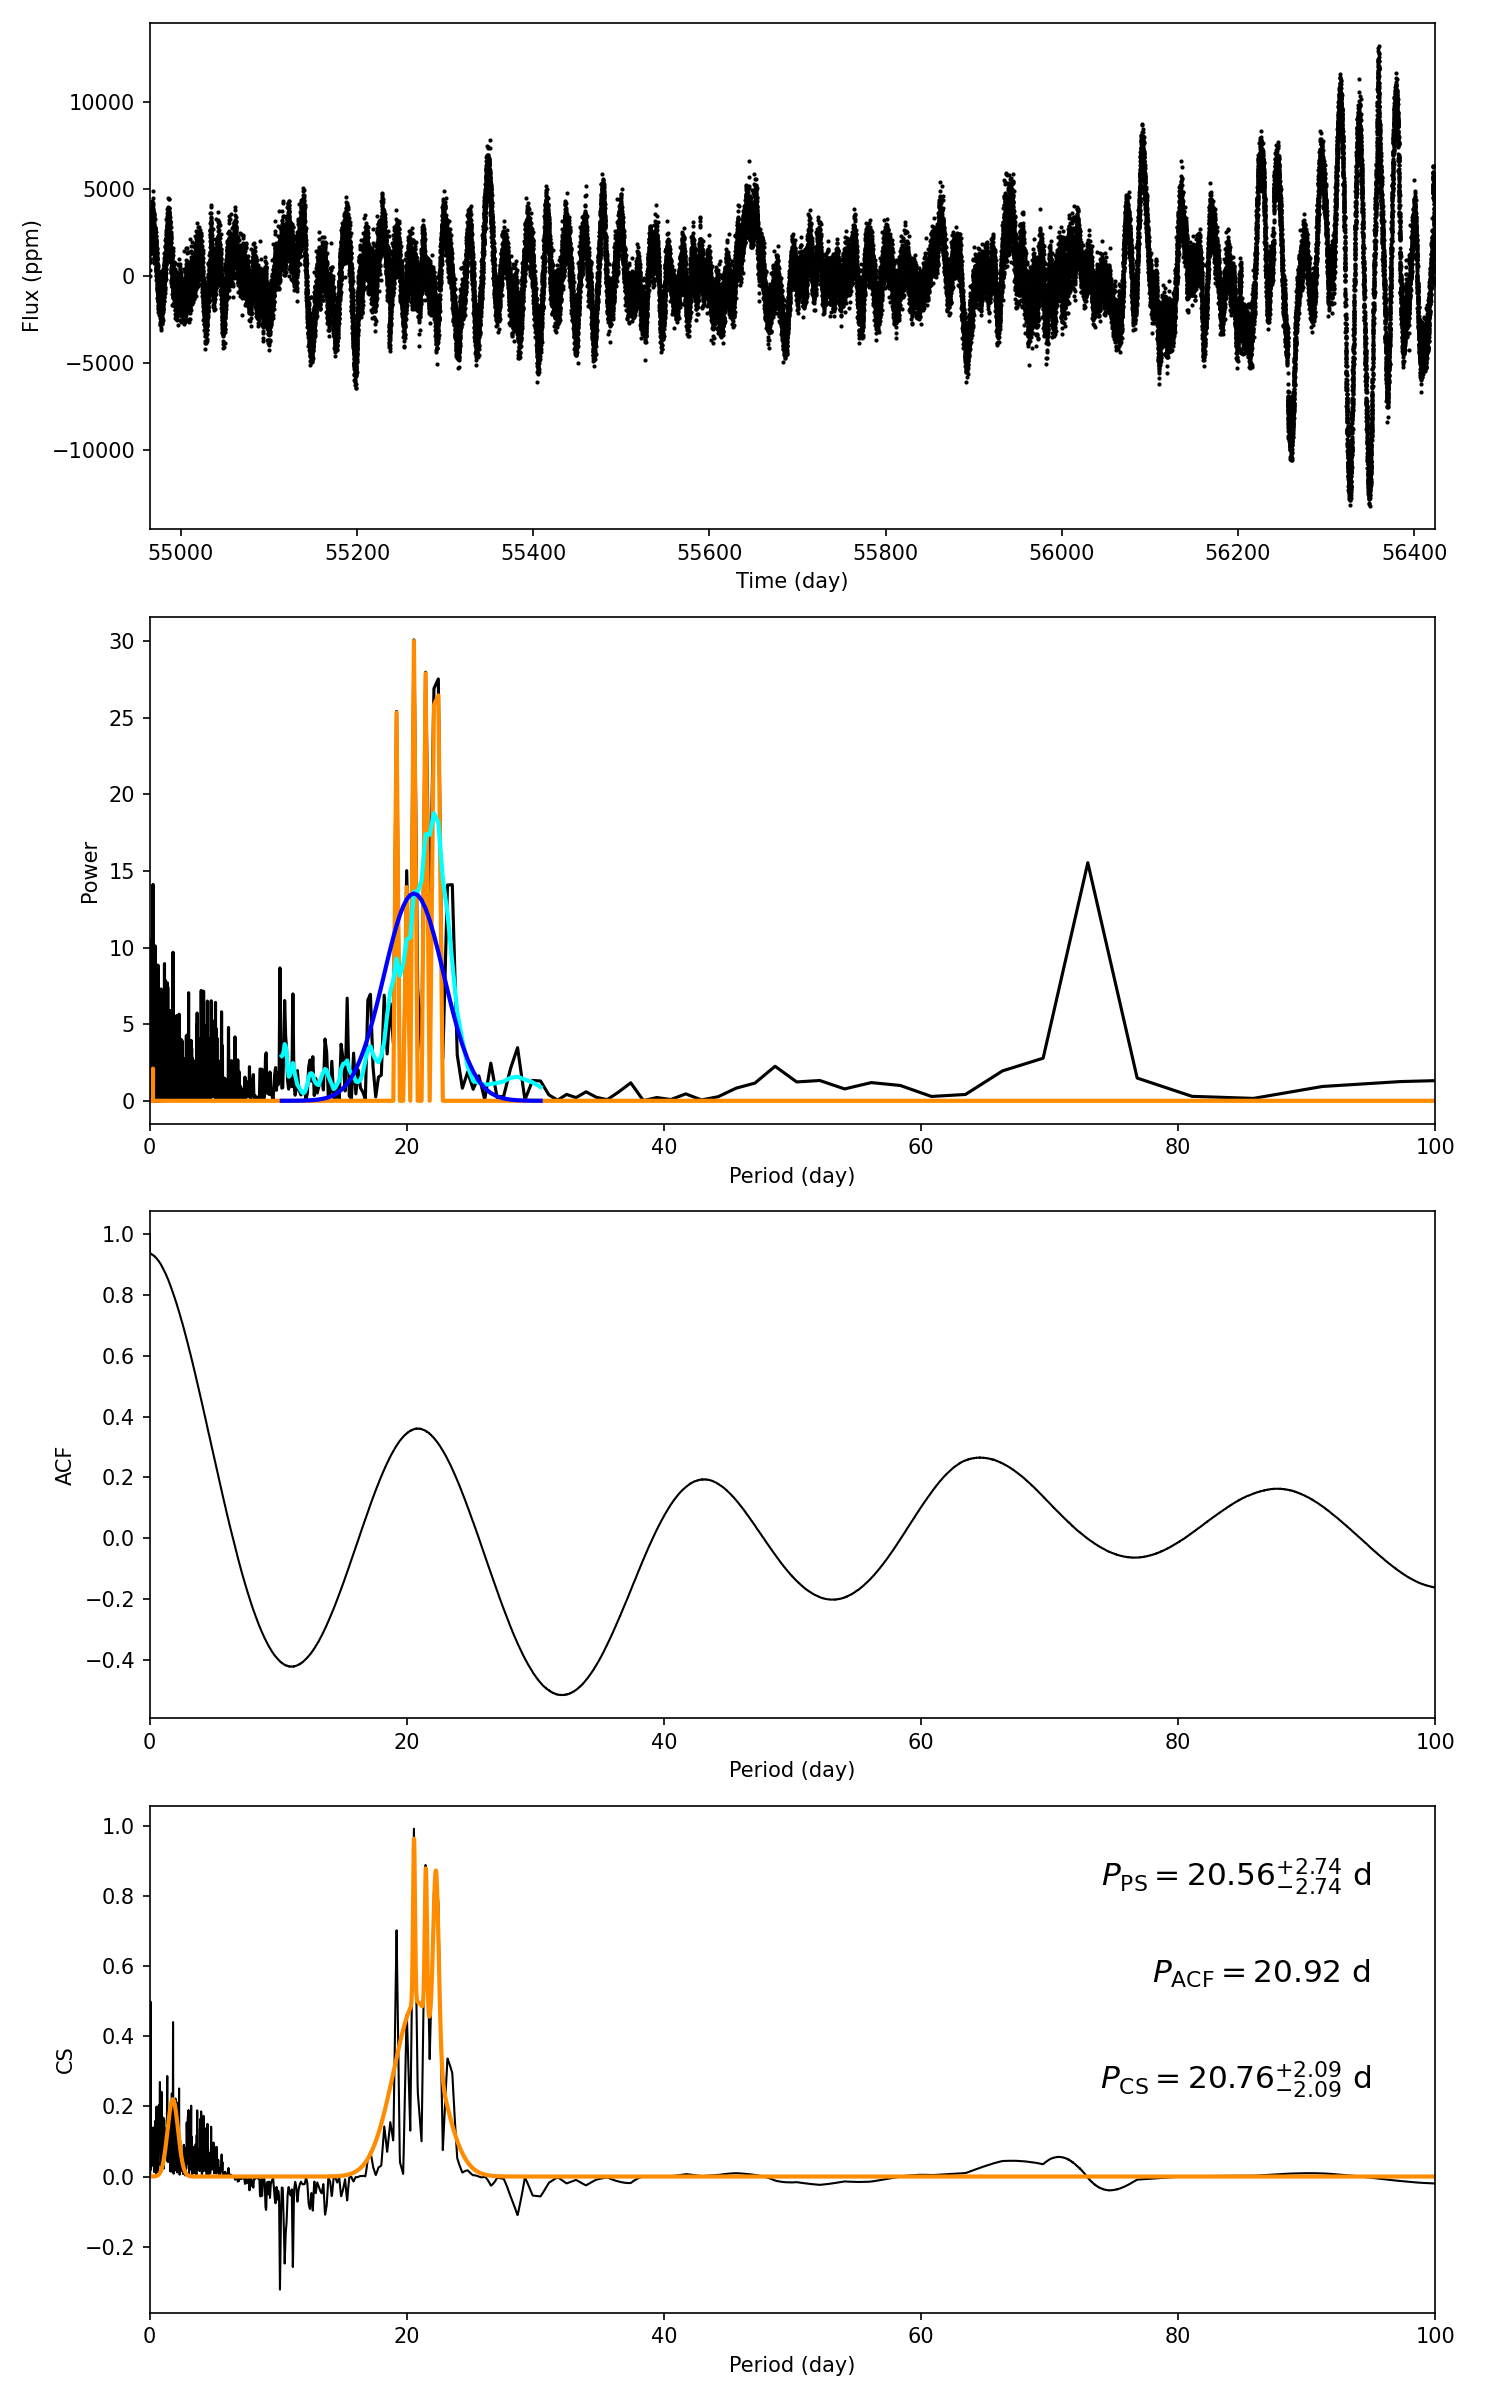 10000
5000
0
−5000
−10000
Flux (ppm)
55000 55200 55400 55600 55800 56000 56200 56400
Time (day)
30
25
20
15
10
5
0
Power
0 20 40 60 80 100
Period (day)
1.0
0.8
0.6
0.4
0.2
0.0
−0.2
−0.4
ACF
0 20 40 60 80 100
Period (day)
1.0
0.8
0.6
0.4
0.2
0.0
−0.2
CS
P_PS = 20.56^{+2.74}_{−2.74} d
P_ACF = 20.92 d
P_CS = 20.76^{+2.09}_{−2.09} d
0 20 40 60 80 100
Period (day)